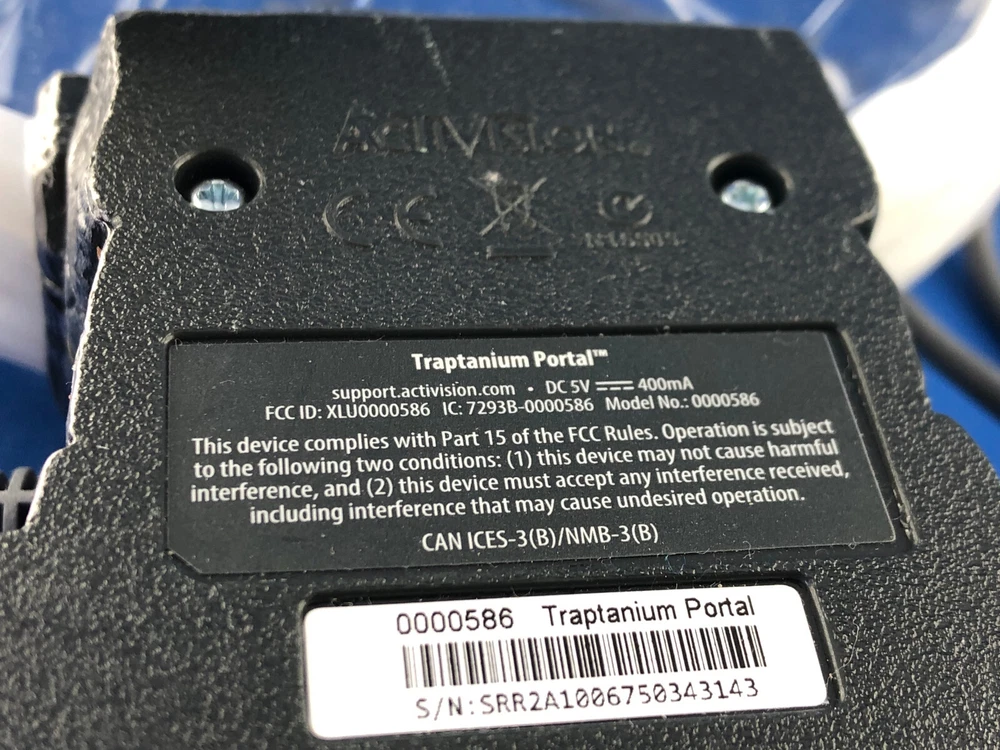 ACTIVISION
CE
Traptanium Portal™
support.activision.com • DC 5V ⎓ 400mA
FCC ID: XLU0000586 IC: 7293B-0000586 Model No.: 0000586
This device complies with Part 15 of the FCC Rules. Operation is subject
to the following two conditions: (1) this device may not cause harmful
interference, and (2) this device must accept any interference received,
including interference that may cause undesired operation.
CAN ICES-3(B)/NMB-3(B)
0000586 Traptanium Portal
S/N:SRR2A1006750343143